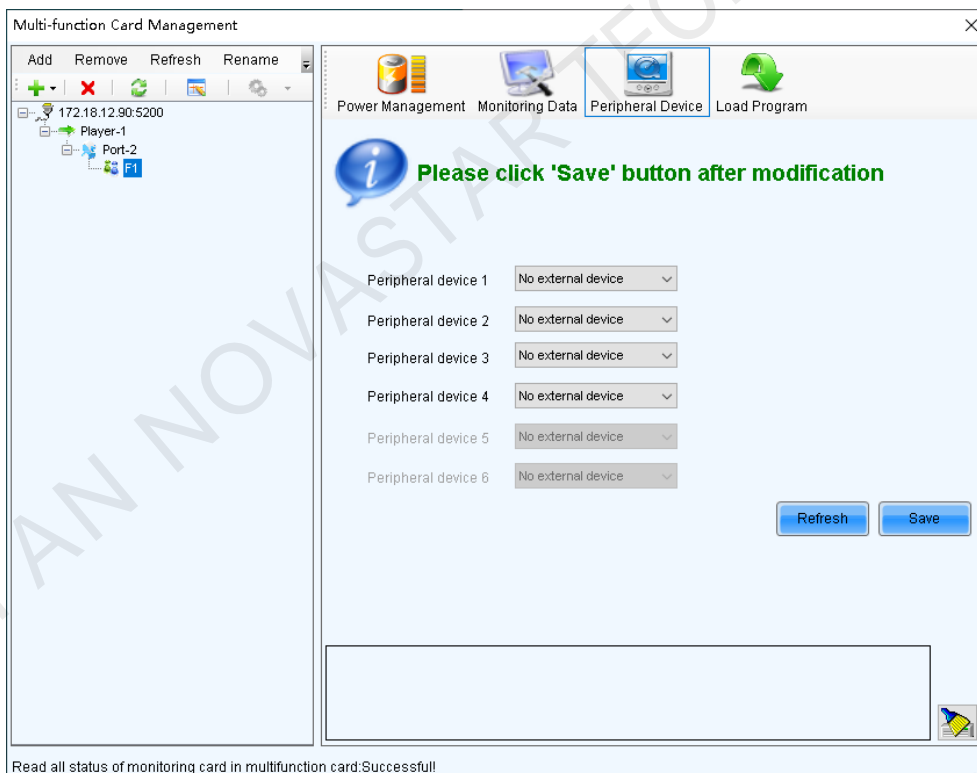 Multi-function Card Management
Add Remove Refresh Rename
172.18.12.90:5200
Player-1
Port-2
F1
Power Management Monitoring Data Peripheral Device Load Program
Please click 'Save' button after modification
Peripheral device 1 No external device
Peripheral device 2 No external device
Peripheral device 3 No external device
Peripheral device 4 No external device
Peripheral device 5 No external device
Peripheral device 6 No external device
Refresh Save
Read all status of monitoring card in multifunction card:Successful!
AN NOVASTAR TEC